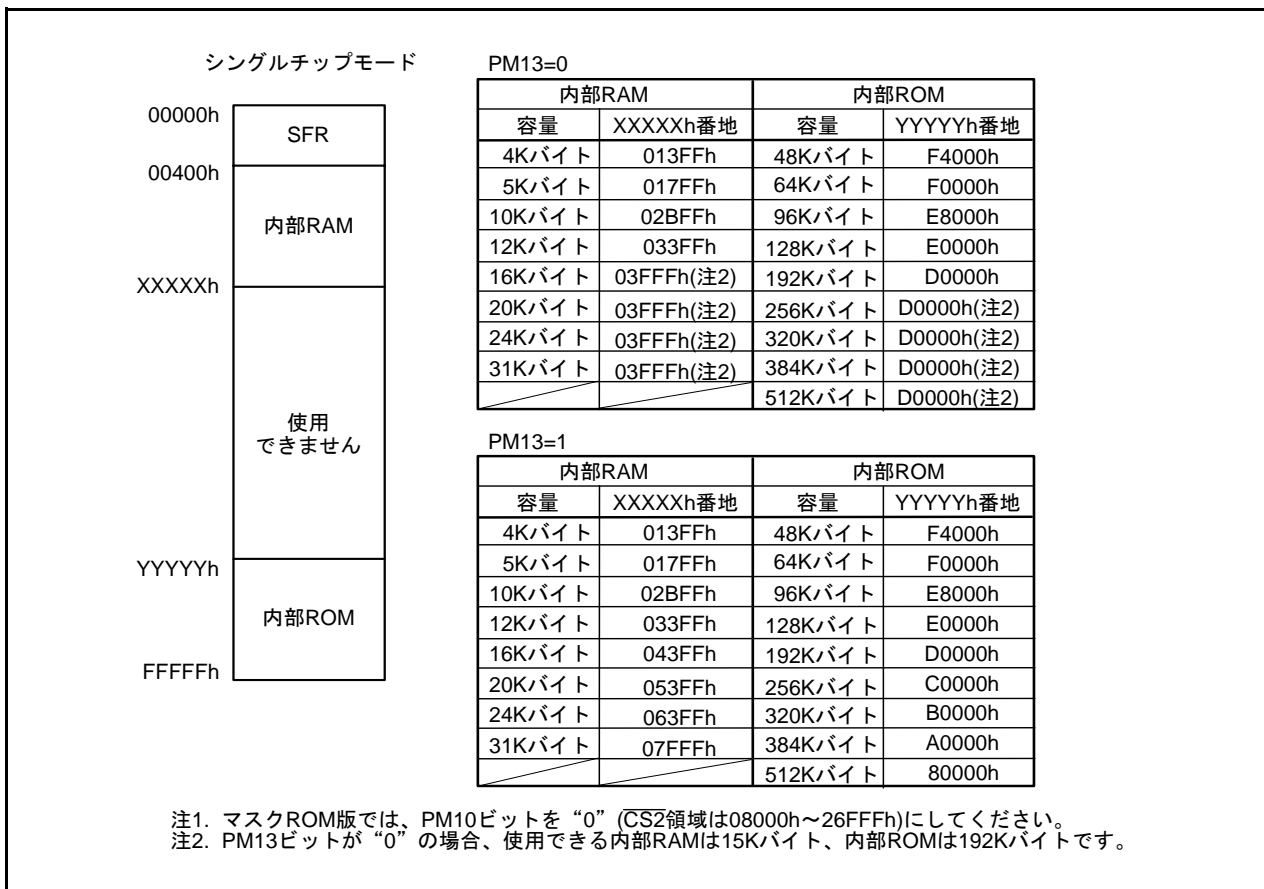 シングルチップモード
00000h
SFR
00400h
内部RAM
XXXXXh
使用
できません
YYYYYh
内部ROM
FFFFFh
PM13=0
内部RAM 内部ROM
容量 XXXXXh番地 容量 YYYYYh番地
4Kバイト 013FFh 48Kバイト F4000h
5Kバイト 017FFh 64Kバイト F0000h
10Kバイト 02BFFh 96Kバイト E8000h
12Kバイト 033FFh 128Kバイト E0000h
16Kバイト 03FFFh(注2) 192Kバイト D0000h
20Kバイト 03FFFh(注2) 256Kバイト D0000h(注2)
24Kバイト 03FFFh(注2) 320Kバイト D0000h(注2)
31Kバイト 03FFFh(注2) 384Kバイト D0000h(注2)
512Kバイト D0000h(注2)
PM13=1
内部RAM 内部ROM
容量 XXXXXh番地 容量 YYYYYh番地
4Kバイト 013FFh 48Kバイト F4000h
5Kバイト 017FFh 64Kバイト F0000h
10Kバイト 02BFFh 96Kバイト E8000h
12Kバイト 033FFh 128Kバイト E0000h
16Kバイト 043FFh 192Kバイト D0000h
20Kバイト 053FFh 256Kバイト C0000h
24Kバイト 063FFh 320Kバイト B0000h
31Kバイト 07FFFh 384Kバイト A0000h
512Kバイト 80000h
注1. マスクROM版では、PM10ビットを“0”(CS2領域は08000h～26FFFh)にしてください。
注2. PM13ビットが“0”の場合、使用できる内部RAMは15Kバイト、内部ROMは192Kバイトです。